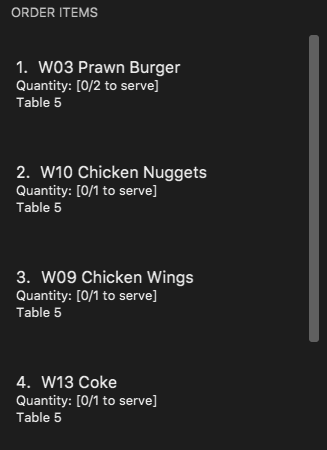 ORDER ITEMS
1. W03 Prawn Burger
Quantity: [0/2 to serve]
Table 5
2. W10 Chicken Nuggets
Quantity: [0/1 to serve]
Table 5
3. W09 Chicken Wings
Quantity: [0/1 to serve]
Table 5
4. W13 Coke
Quantity: [0/1 to serve]
Table 5